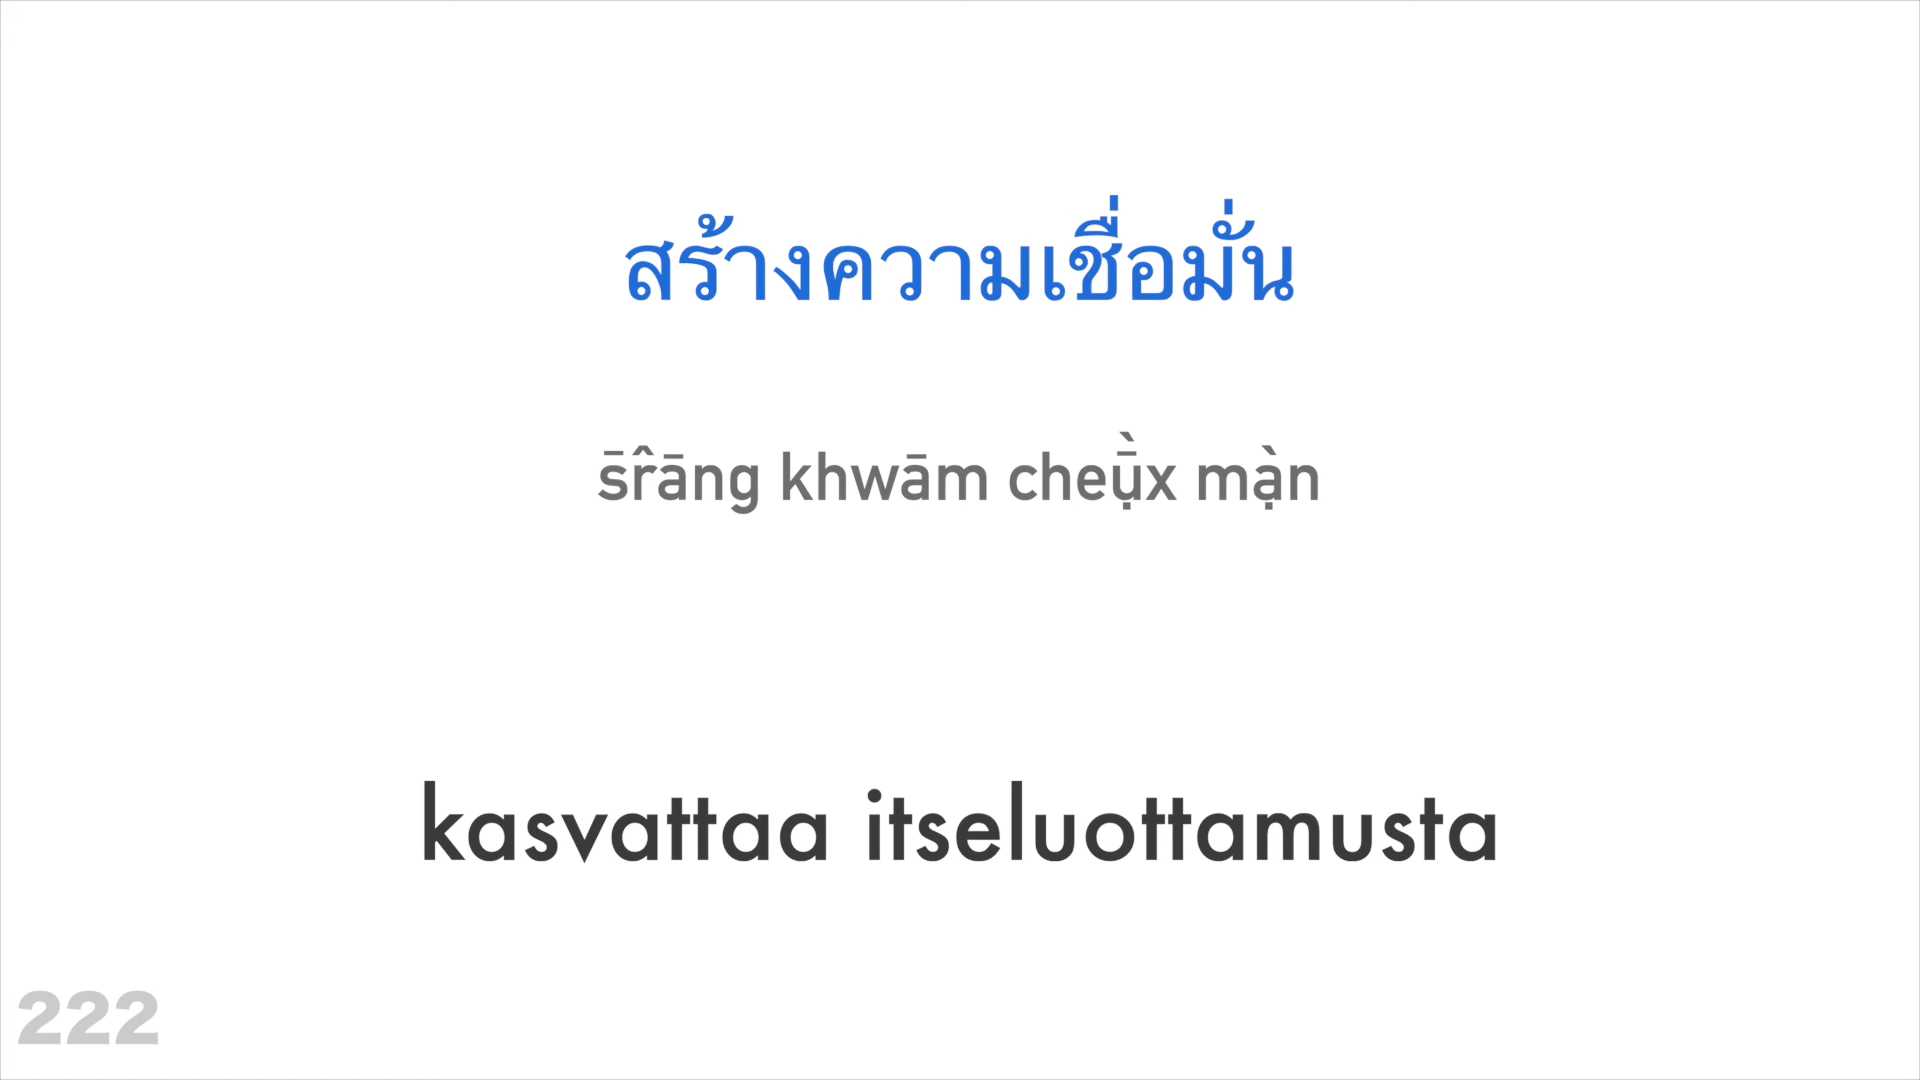 สร้างความเชื่อมั่น
s̄r̂āng khwām cheụ̄̀x mạ̀n
kasvattaa itseluottamusta
222